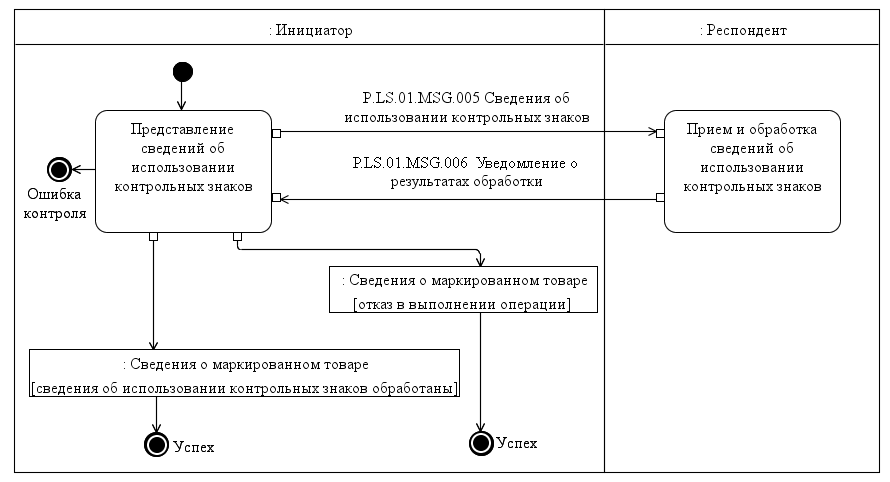 : Инициатор
: Респондент
P.LS.01.MSG.005 Сведения об
использовании контрольных знаков
Представление
сведений об
использовании
контрольных знаков
Прием и обработка
сведений об
использовании
контрольных знаков
P.LS.01.MSG.006 Уведомление о
результатах обработки
Ошибка
контроля
: Сведения о маркированном товаре
[отказ в выполнении операции]
: Сведения о маркированном товаре
[сведения об использовании контрольных знаков обработаны]
Успех
Успех